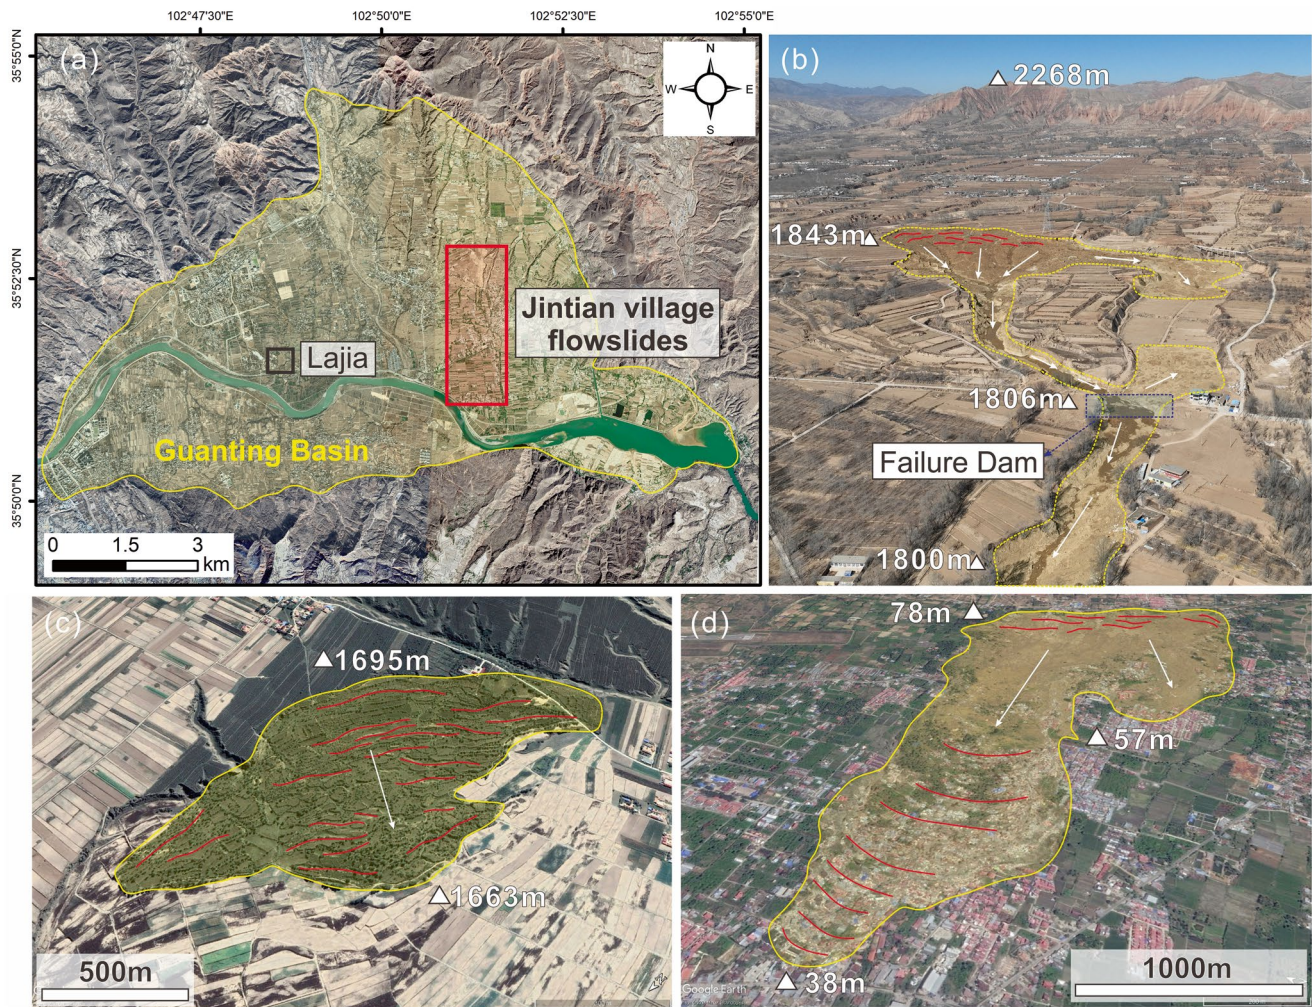 102°47'30"E
102°50'0"E
102°52'30"E
102°55'0"E
35°55'0"N
35°52'30"N
35°50'0"N
(a)
N
W
E
S
Jintian village
flowslides
Lajia
Guanting Basin
0
1.5
3
km
(b)
2268m
1843m
1806m
Failure Dam
1800m
(c)
1695m
1663m
500m
(d)
78m
57m
38m
Google Earth
1000m